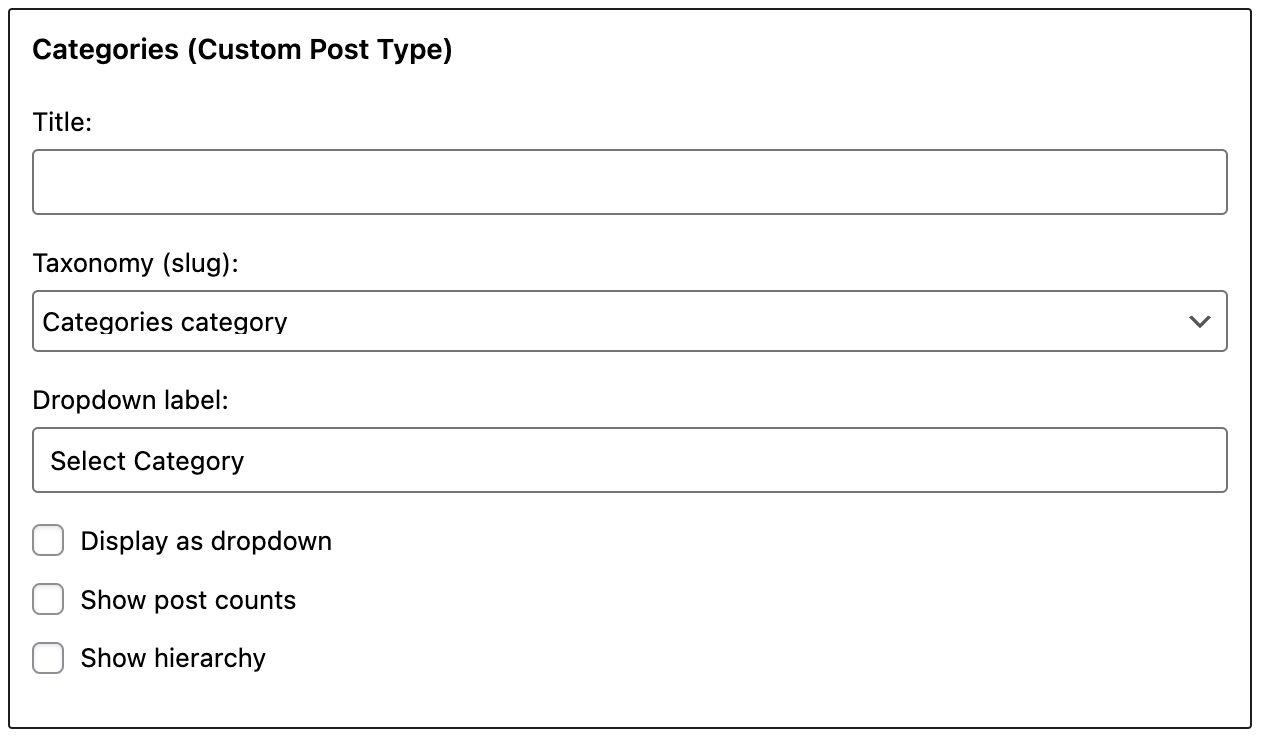 Categories (Custom Post Type)
Title:
Taxonomy (slug):
Categories category
Dropdown label:
Select Category
Display as dropdown
Show post counts
Show hierarchy